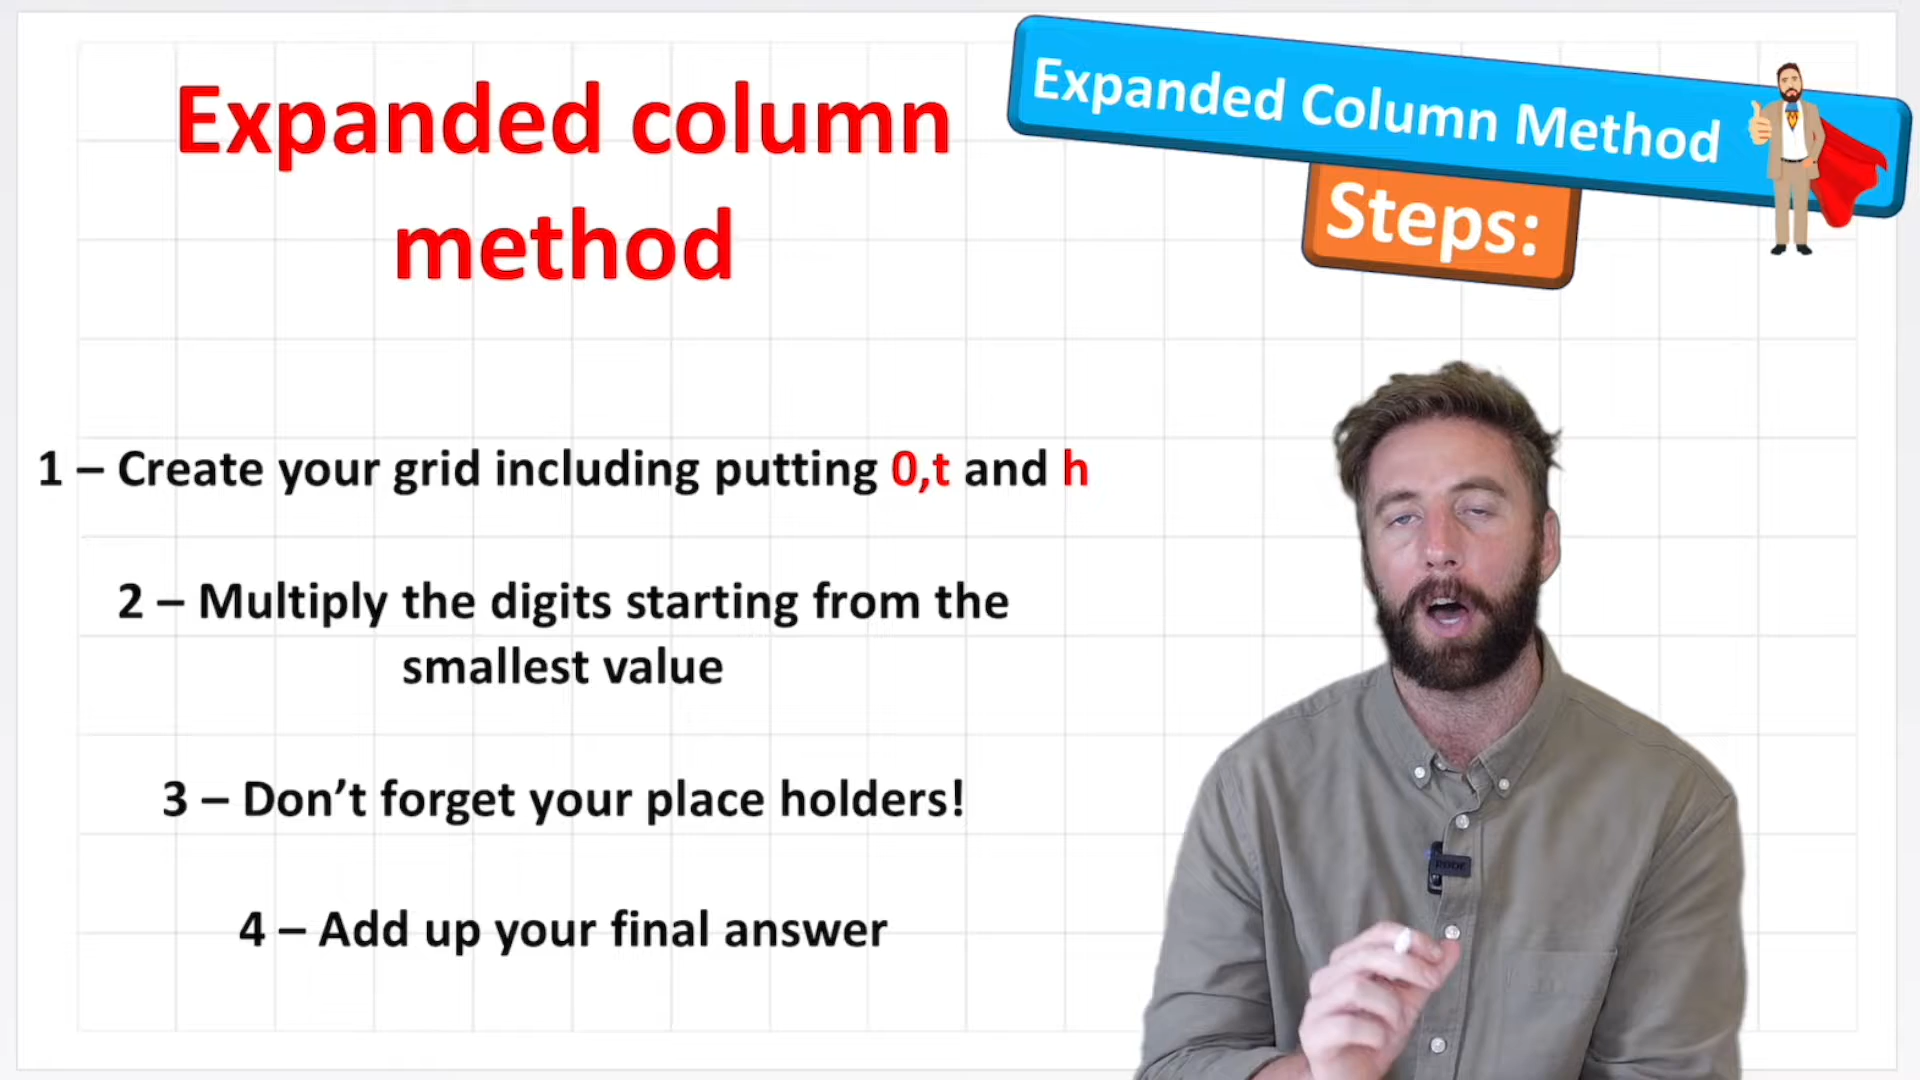 Expanded column
method
Expanded Column Method
Steps:
1 – Create your grid including putting 0,t and h
2 – Multiply the digits starting from the
smallest value
3 – Don’t forget your place holders!
4 – Add up your final answer
RODE